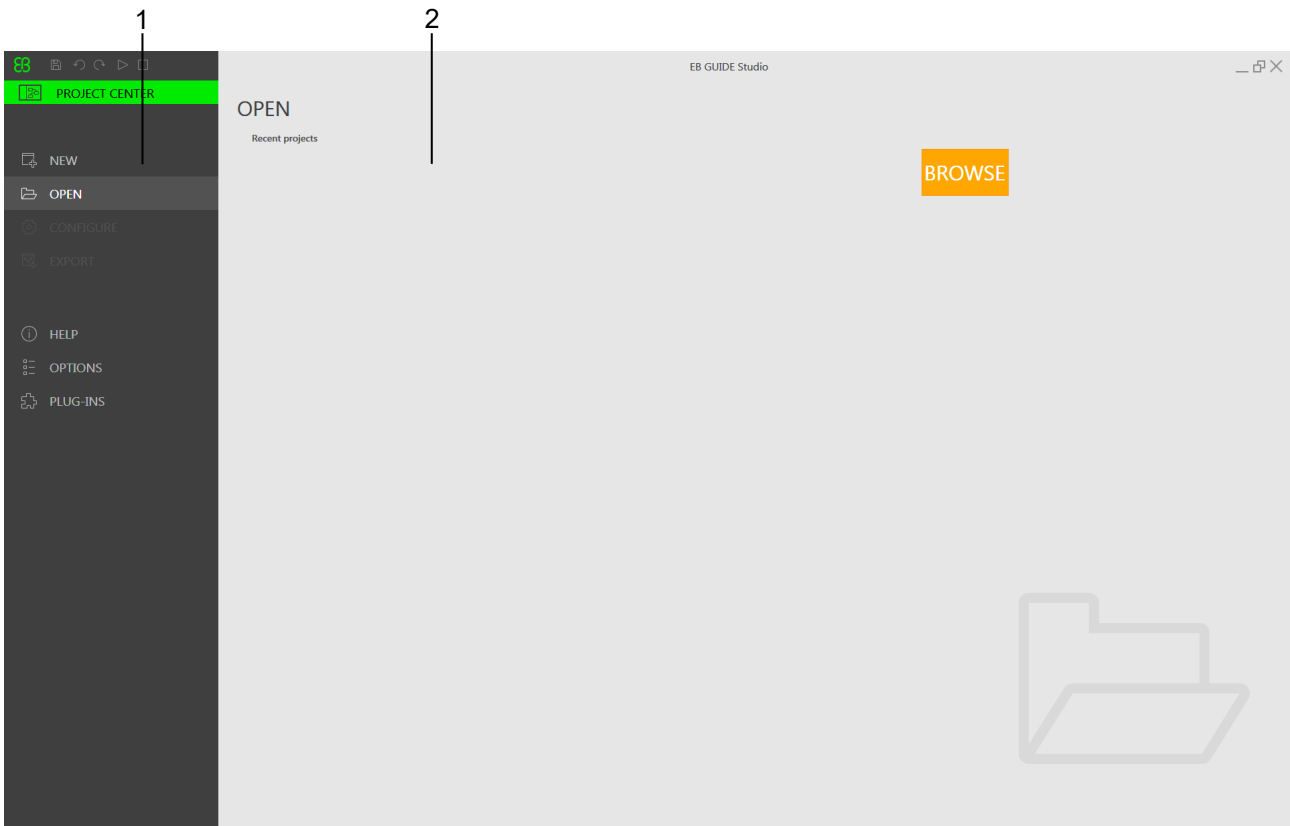 1 2
EB EB GUIDE Studio
PROJECT CENTER
OPEN
Recent projects
BROWSE
NEW
OPEN
CONFIGURE
EXPORT
HELP
OPTIONS
PLUG-INS